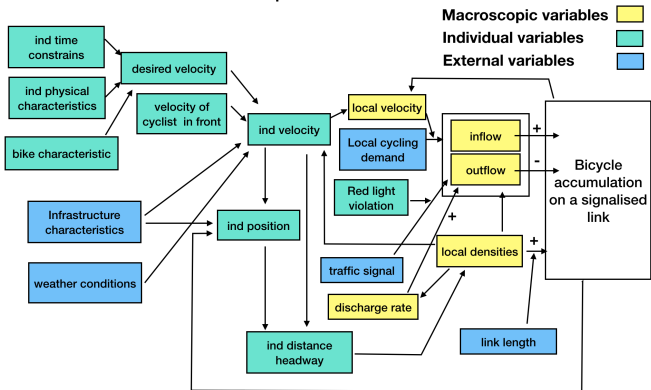 Macroscopic variables
Individual variables
External variables
ind time
constrains
desired velocity
ind physical
characteristics
velocity of
cyclist in front
bike characteristic
ind velocity
local velocity
Local cycling
demand
inflow
outflow
+
-
Bicycle
accumulation
on a signalised
link
Red light
violation
+
Infrastructure
characteristics
ind position
local densities
+
traffic signal
weather conditions
discharge rate
ind distance
headway
link length